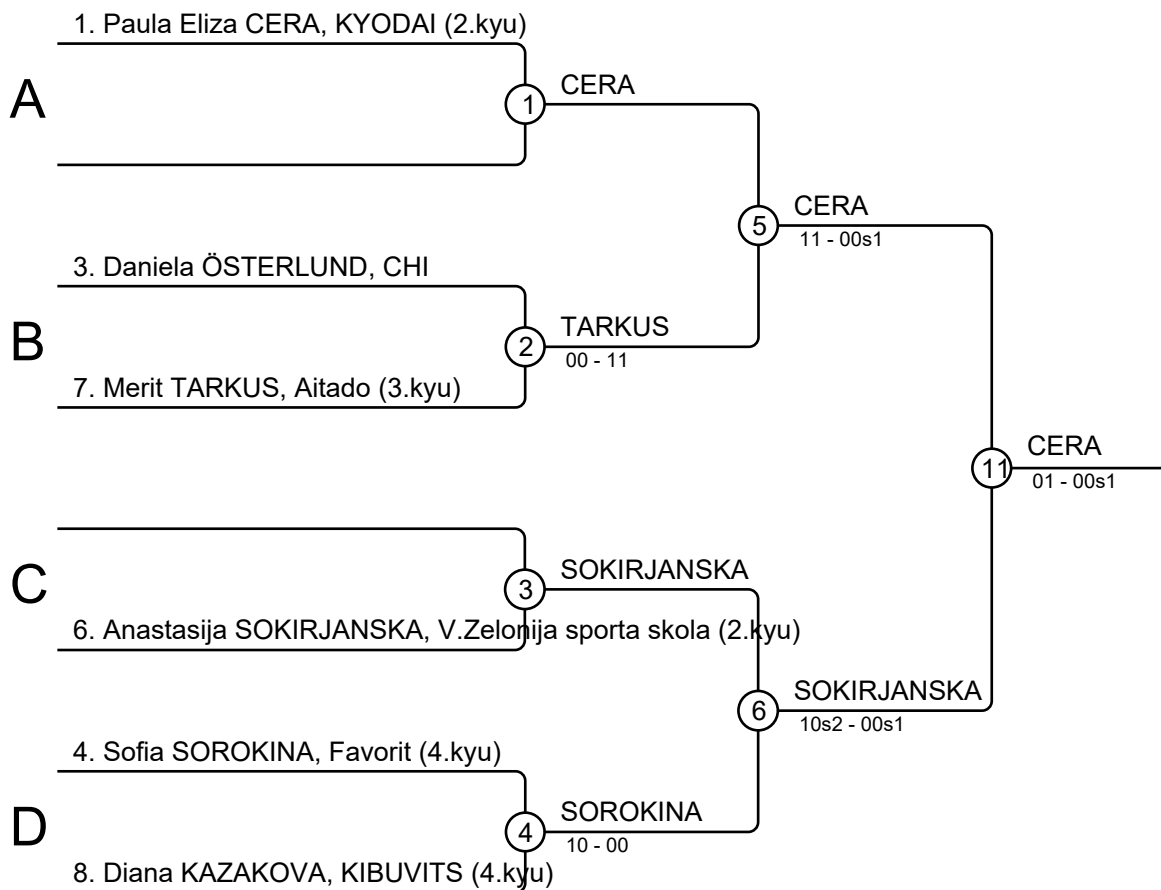 1. Paula Eliza CERA, KYODAI (2.kyu)
A
1
CERA
5
CERA
11 - 00s1
3. Daniela ÖSTERLUND, CHI
B
2
TARKUS
00 - 11
7. Merit TARKUS, Aitado (3.kyu)
11
CERA
01 - 00s1
C
3
SOKIRJANSKA
6. Anastasija SOKIRJANSKA, V.Zelonija sporta skola (2.kyu)
6
SOKIRJANSKA
10s2 - 00s1
4. Sofia SOROKINA, Favorit (4.kyu)
D
4
SOROKINA
10 - 00
8. Diana KAZAKOVA, KIBUVITS (4.kyu)